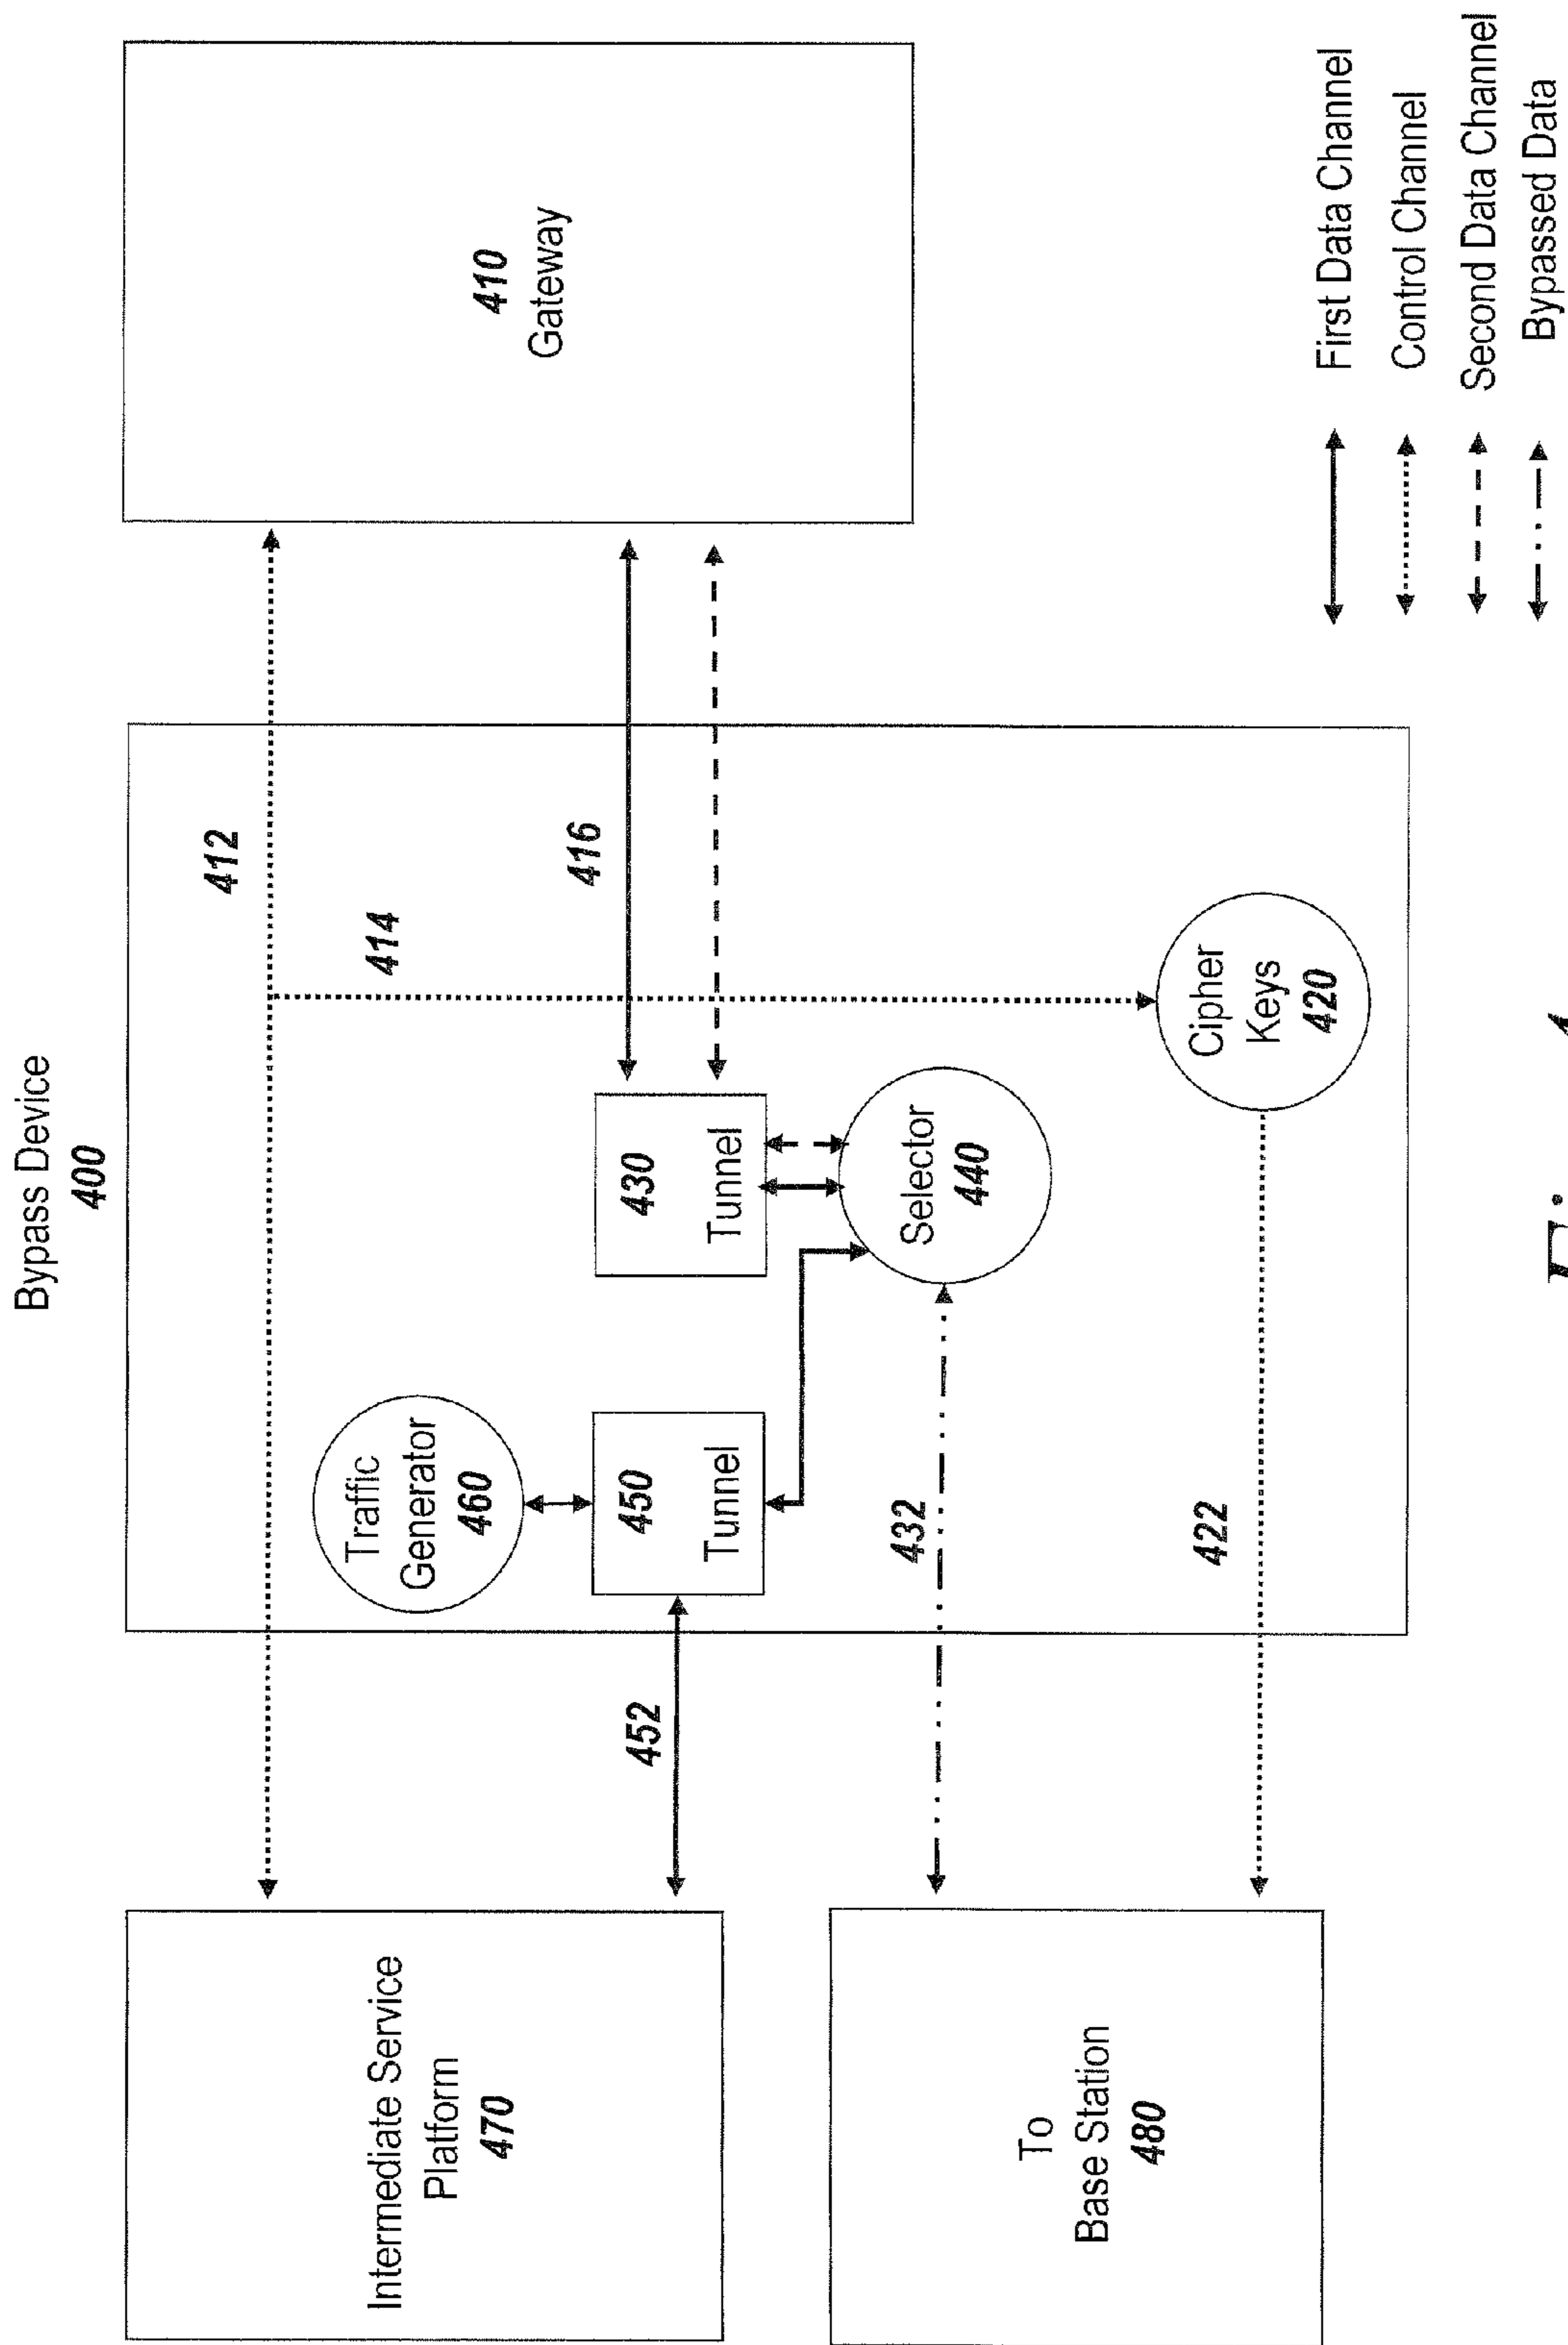 Bypass Device
400
410
Gateway
412
414
416
430
Tunnel
Selector
440
Cipher
Keys
420
Traffic
Generator
460
450
Tunnel
432
422
452
Intermediate Service
Platform
470
To
Base Station
480
First Data Channel
Control Channel
Second Data Channel
Bypassed Data